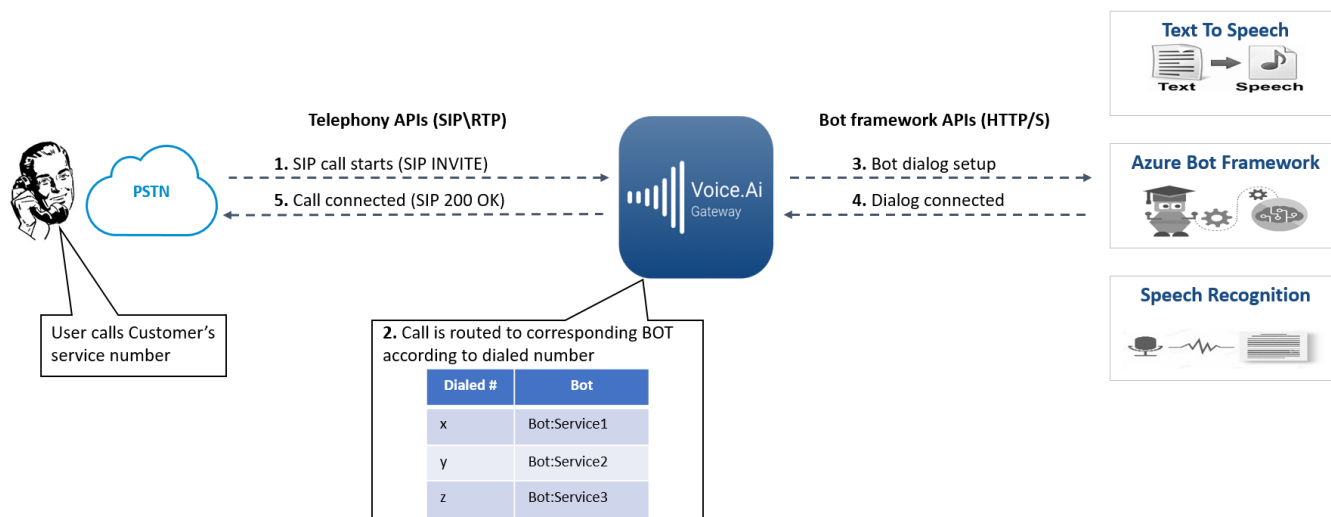 Text To Speech
Text
Speech
Telephony APIs (SIP\RTP)
Bot framework APIs (HTTP/S)
1. SIP call starts (SIP INVITE)
3. Bot dialog setup
Azure Bot Framework
PSTN
Voice.Ai
Gateway
5. Call connected (SIP 200 OK)
4. Dialog connected
Speech Recognition
User calls Customer’s
service number
2. Call is routed to corresponding BOT
according to dialed number
Dialed # Bot
x Bot:Service1
y Bot:Service2
z Bot:Service3